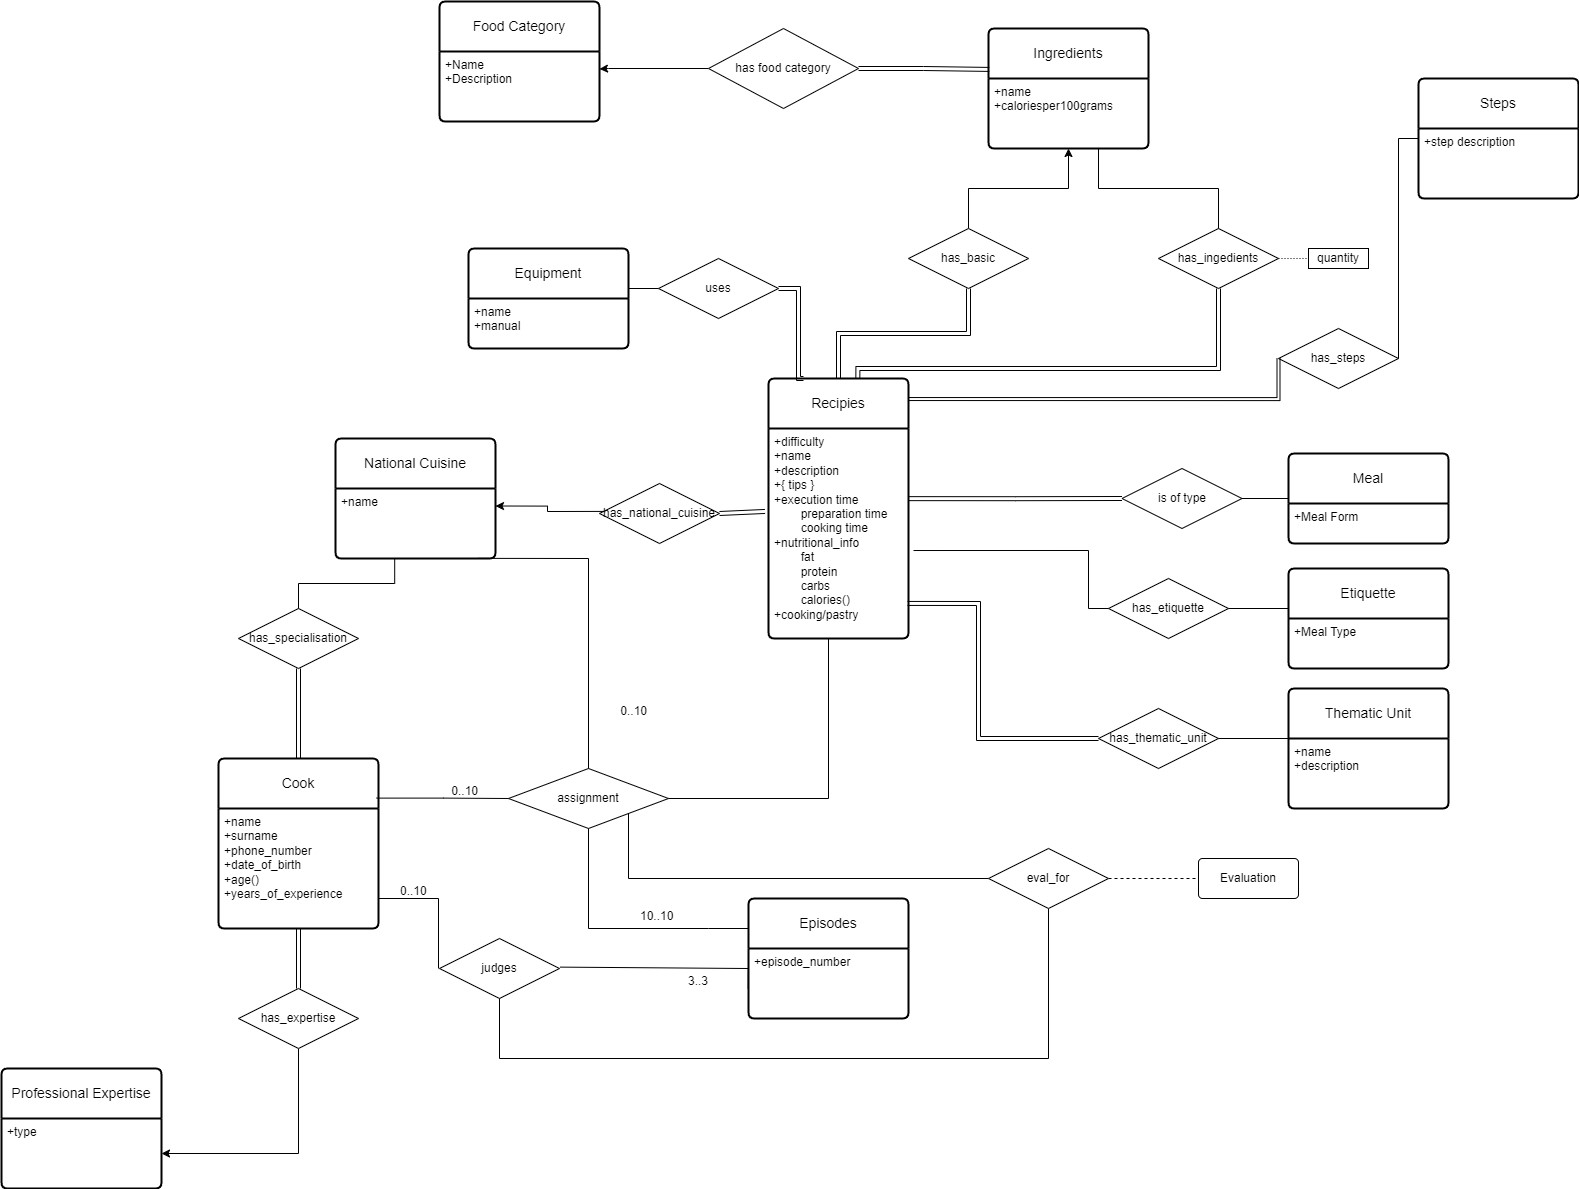 Food Category
+Name
+Description
has food category
Ingredients
+name
+caloriesper100grams
Steps
+step description
has_basic
has_ingedients
quantity
Equipment
+name
+manual
uses
has_steps
Recipies
+difficulty
+name
+description
+{ tips }
+execution time
preparation time
cooking time
+nutritional_info
fat
protein
carbs
calories()
+cooking/pastry
National Cuisine
+name
has_national_cuisine
is of type
Meal
+Meal Form
has_etiquette
Etiquette
+Meal Type
has_specialisation
0..10
has_thematic_unit
Thematic Unit
+name
+description
Cook
+name
+surname
+phone_number
+date_of_birth
+age()
+years_of_experience
0..10
assignment
0..10
eval_for
Evaluation
10..10
Episodes
+episode_number
judges
3..3
has_expertise
Professional Expertise
+type